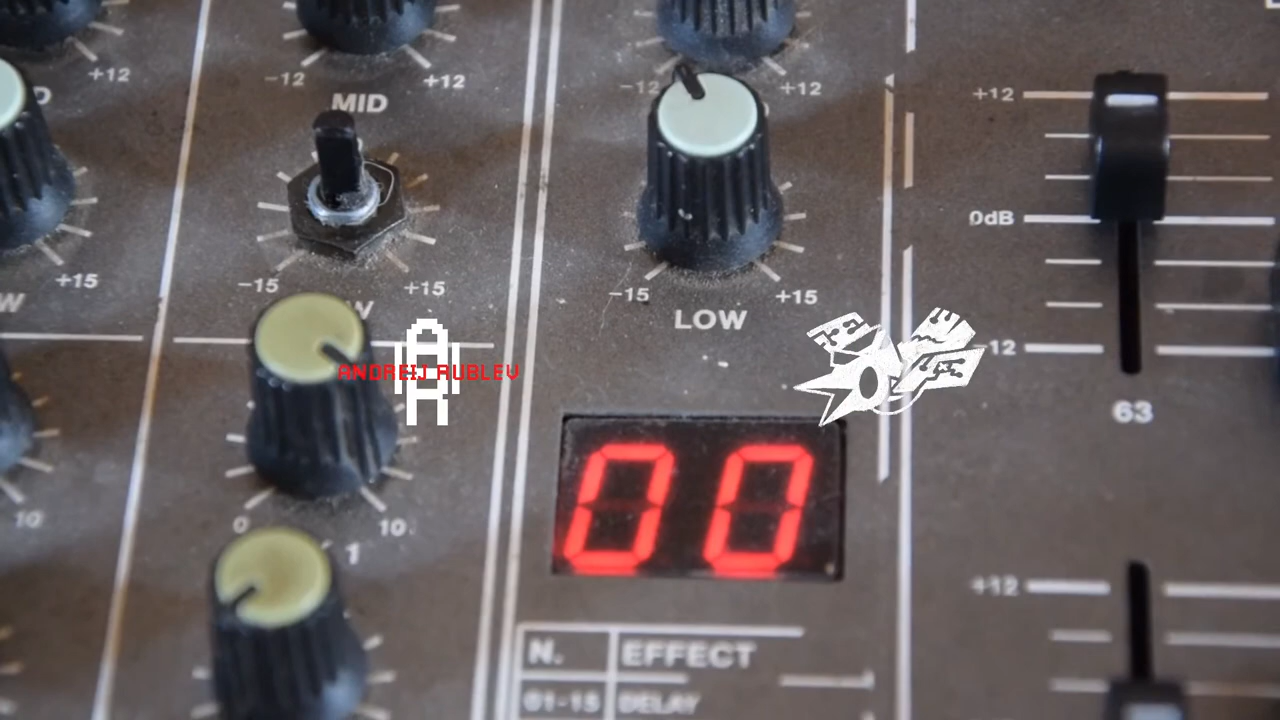 +12
-12
+12
-12
+12
+12
MID
D
0dB
+15
-15
+15
-15
+15
W
W
LOW
-12
ANDREIJ RUBLEV
AR
63
10
0
10
1
00
+12
N.
EFFECT
01-15
DELAY